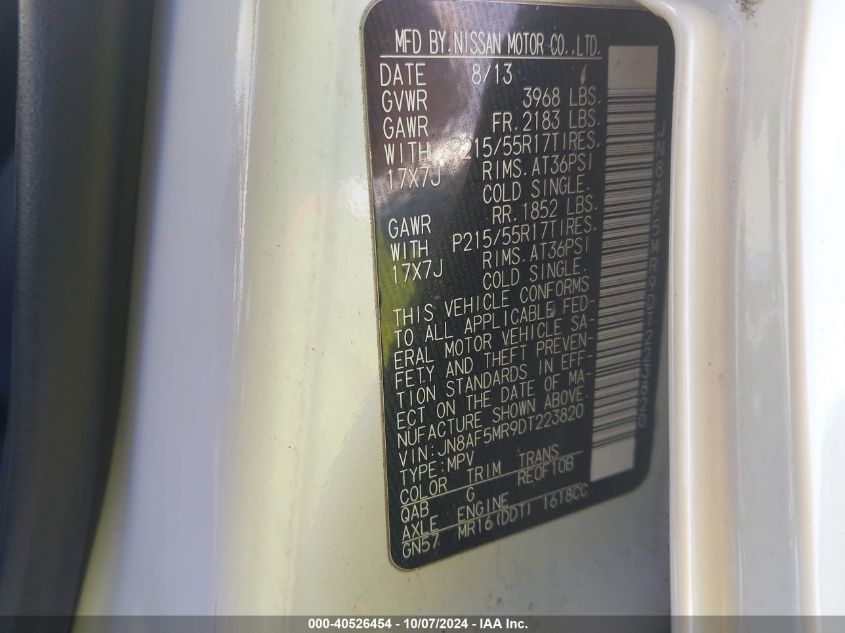 MFD BY.NISSAN MOTOR CO.,LTD.
DATE 8/13
GVWR 3968 LBS.
GAWR FR.2183 LBS.
WITH P215/55R17TIRES,
17X7J RIMS.AT36PSI
COLD SINGLE.
GAWR RR.1852 LBS.
WITH P215/55R17TIRES,
17X7J RIMS.AT36PSI
COLD SINGLE.
THIS VEHICLE CONFORMS
TO ALL APPLICABLE FED-
ERAL MOTOR VEHICLE SA-
FETY AND THEFT PREVEN-
TION STANDARDS IN EFF-
ECT ON THE DATE OF MA-
NUFACTURE SHOWN ABOVE.
VIN:JN8AF5MR9DT223820
TYPE:MPV
COLOR TRIM TRANS
QAB G RE0F10B
AXLE ENGINE
GN57 MR16(DDT) 1618CC
JN8AF5MR9DT223820
000-40526454 - 10/07/2024 - IAA Inc.